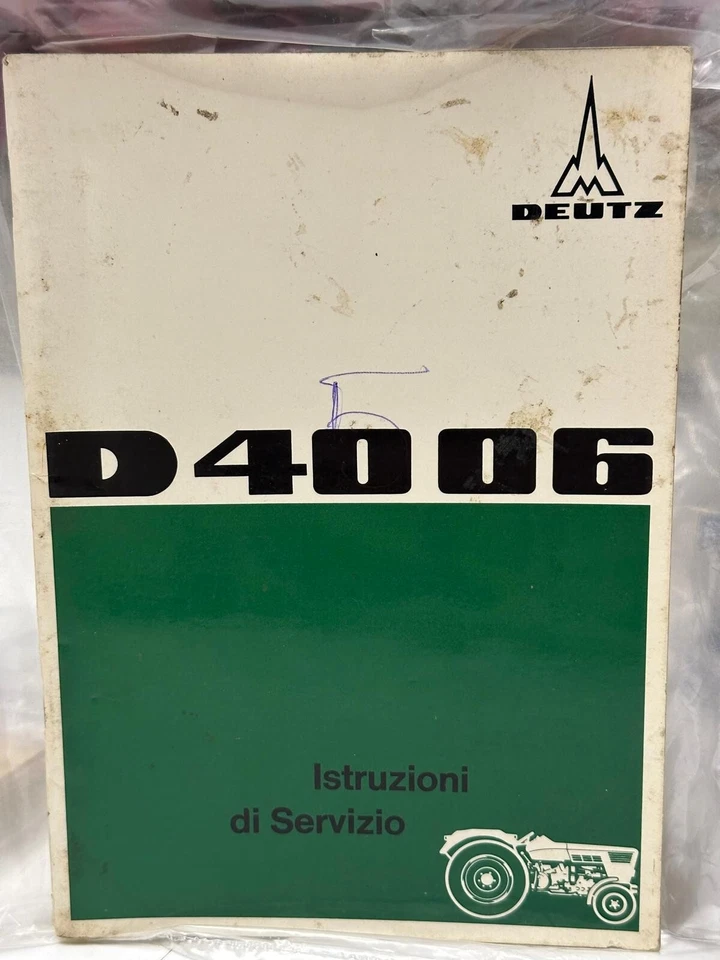 DEUTZ
D 40 06
Istruzioni
di Servizio